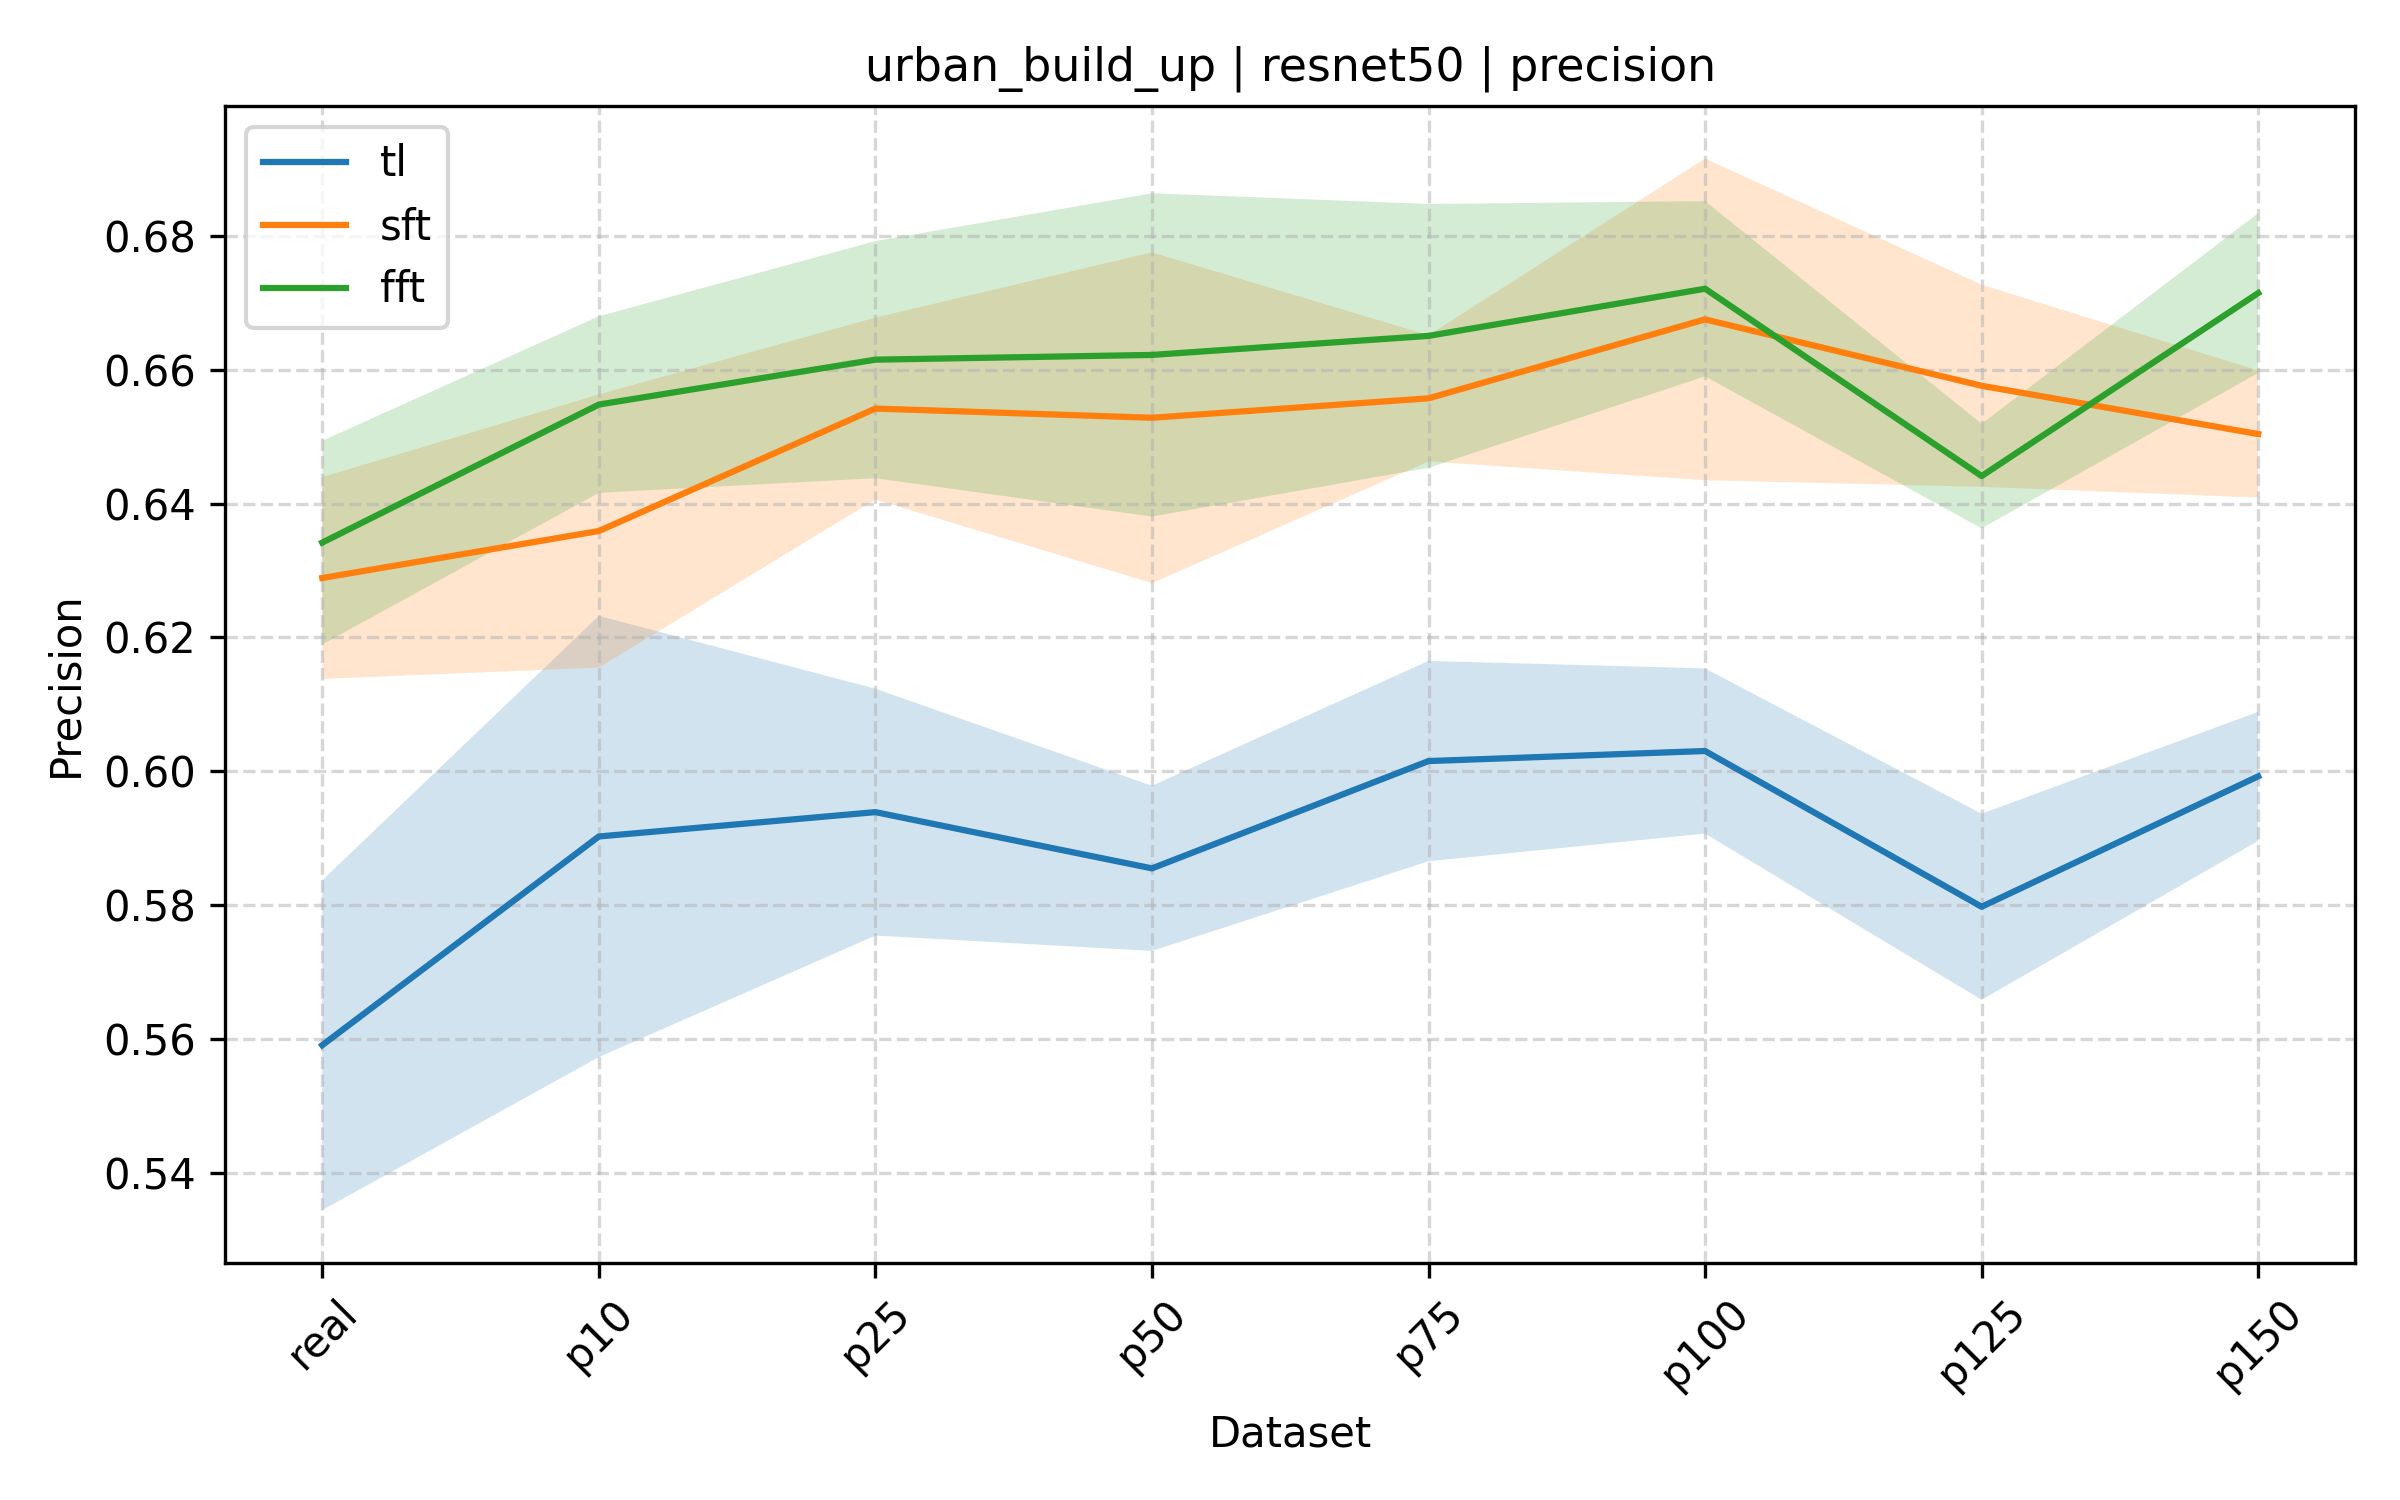 urban_build_up | resnet50 | precision
tl
sft
fft
0.68
0.66
0.64
0.62
0.60
0.58
0.56
0.54
Precision
real
p10
p25
p50
p75
p100
p125
p150
Dataset